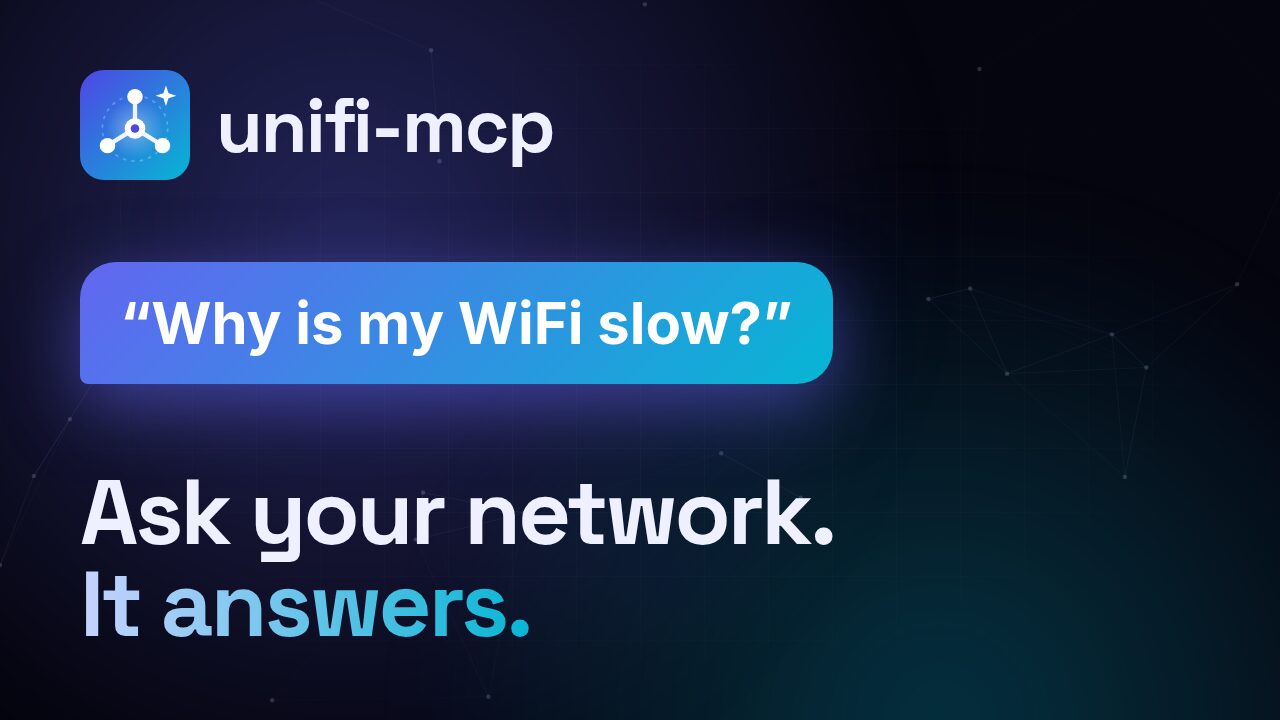 unifi-mcp
“Why is my WiFi slow?”
Ask your network.
It answers.